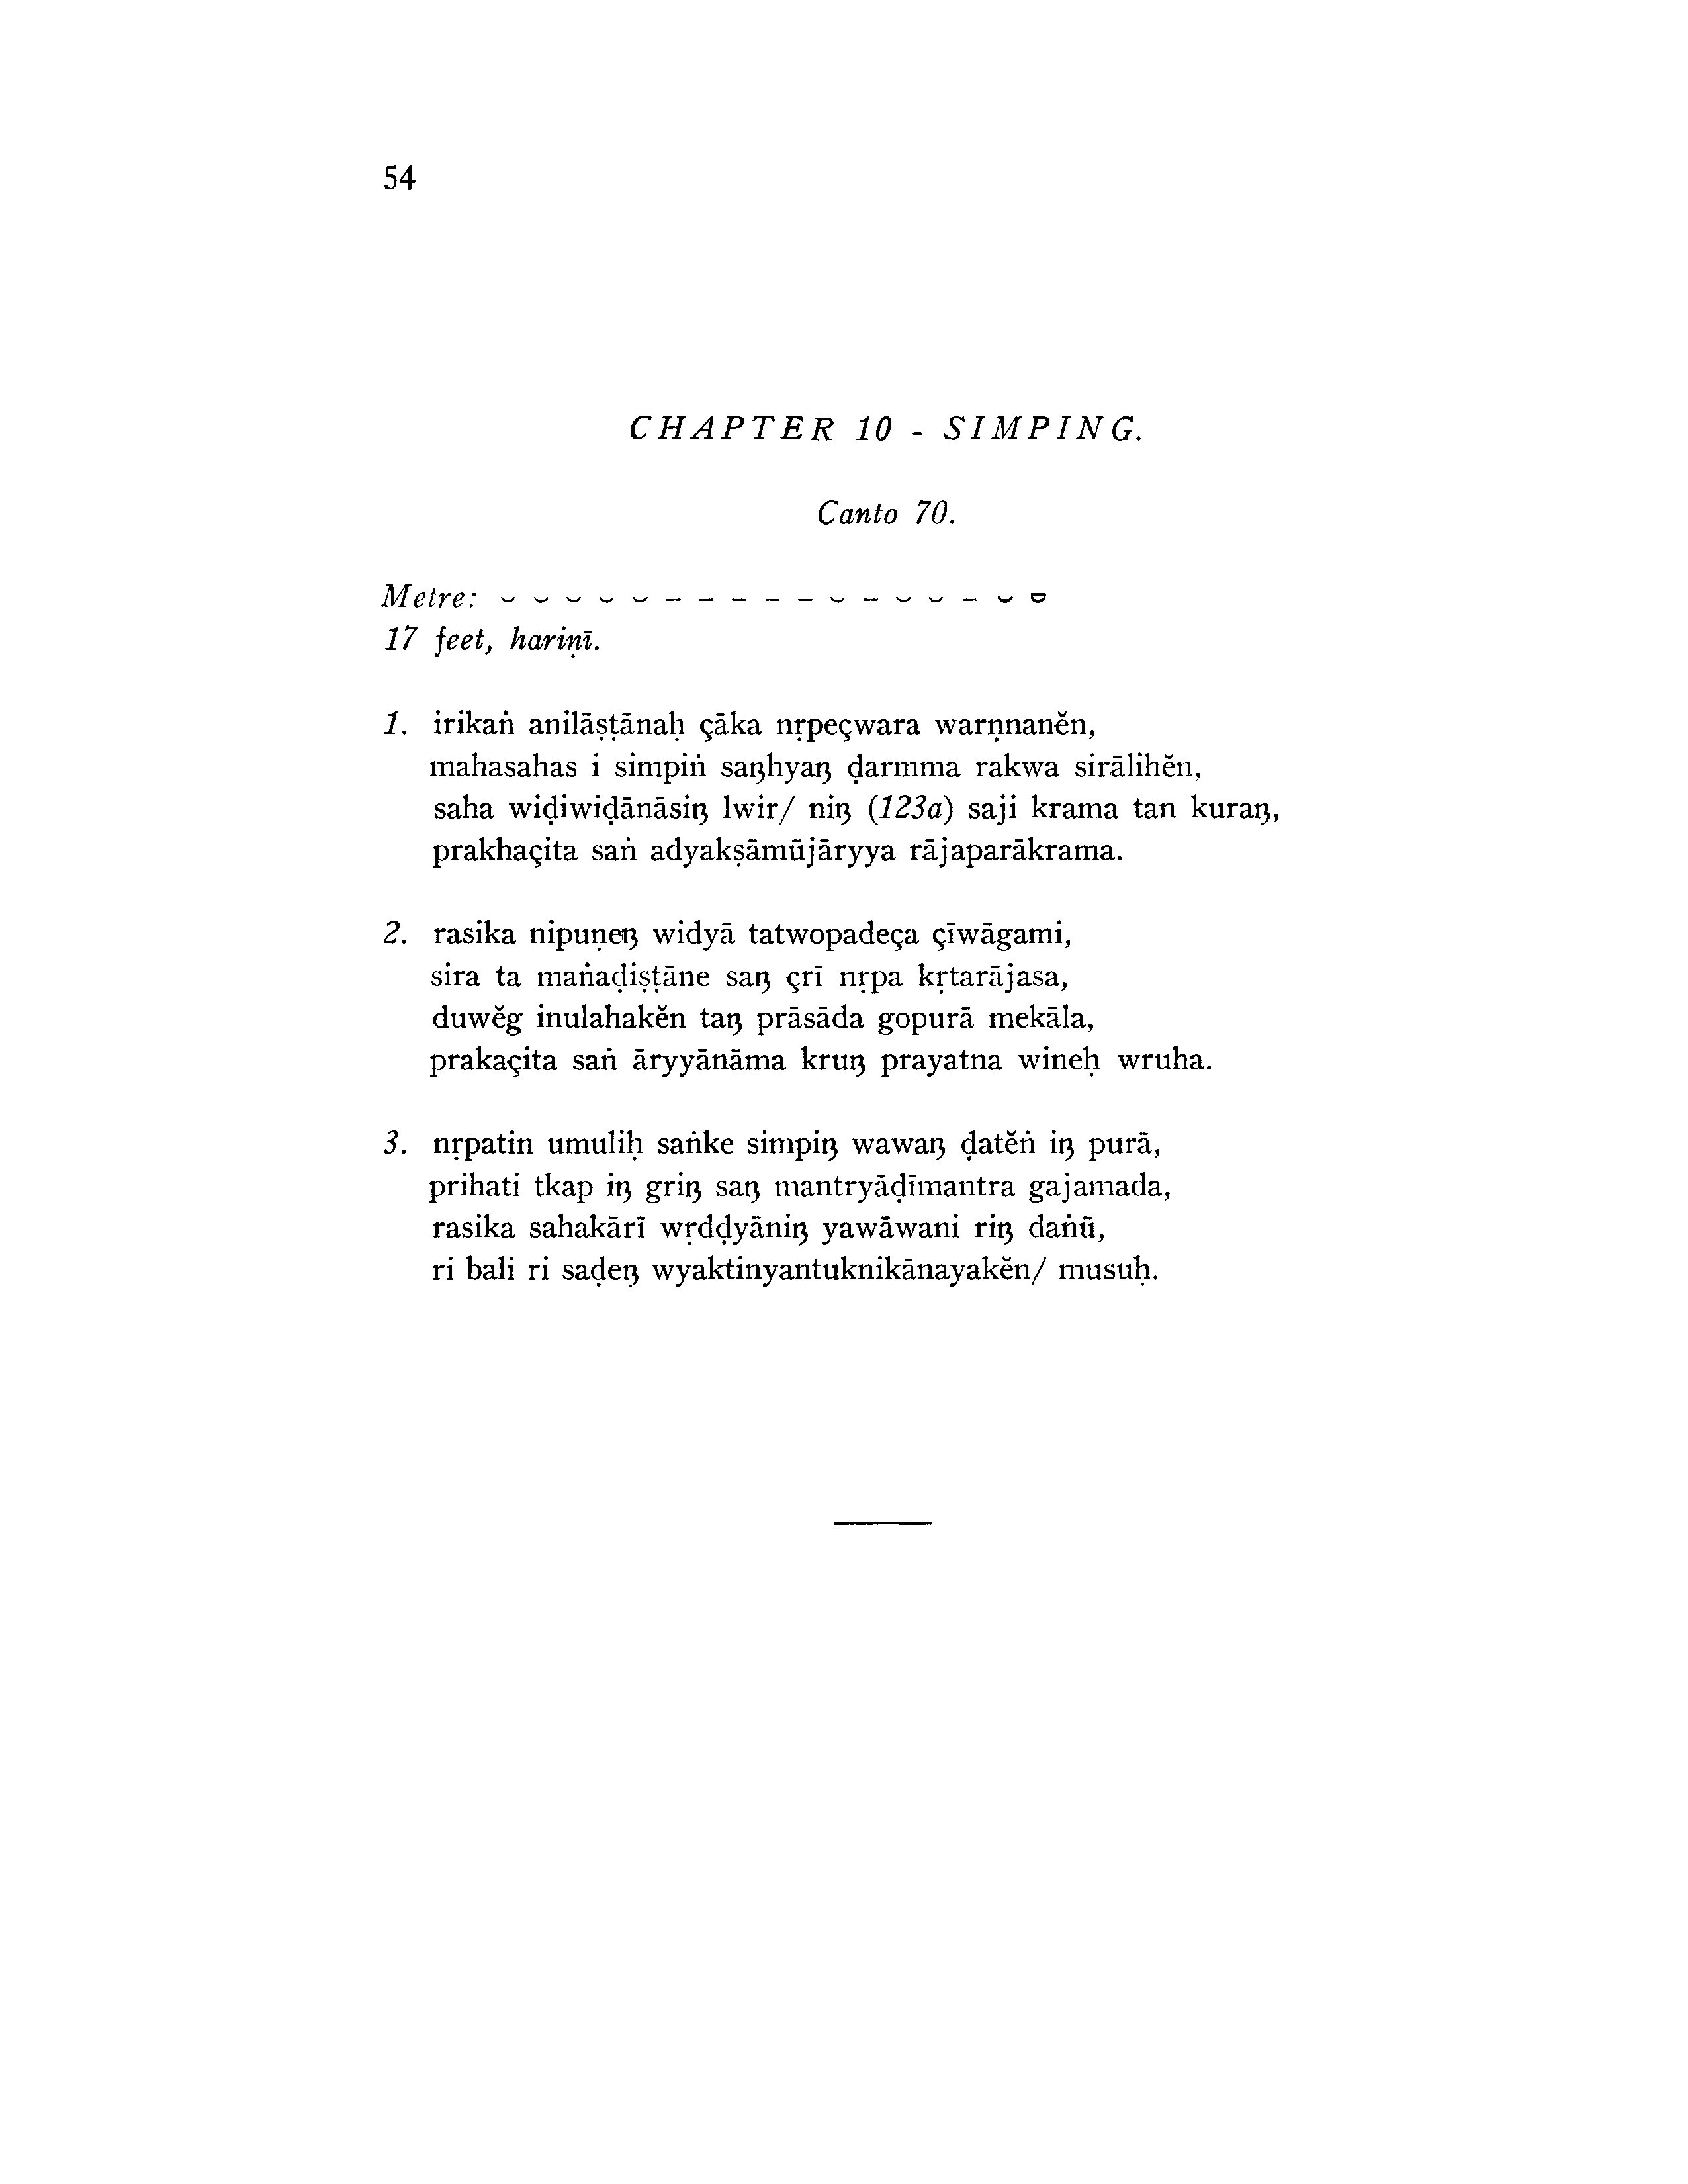 54
CHAPTER 10 - SIMPING.
Canto 70.
Metre: ⏑ ⏑ ⏑ ⏑ ⏑ – – – – – ⏑ – ⏑ ⏑ – ⏑ ⏓
17 feet, hariṇī.
1. irikaṅ anilāṣṭānaḥ çāka nṛpeçwara warṇnanĕn,
mahasahas i simpiṅ saŋhyaŋ ḍarmma rakwa sirālihĕn,
saha wiḍiwiḍānāsiŋ lwir/ niŋ (123a) saji krama tan kuraŋ,
prakhaçita saṅ adyakṣāmūjāryya rājaparākrama.
2. rasika nipuṇeŋ widyā tatwopadeça çīwāgami,
sira ta maṅaḍiṣṭāne saŋ çrī nṛpa kṛtarājasa,
duwĕg inulahakĕn taŋ prāsāda gopurā mekāla,
prakaçita saṅ āryyānāma kruŋ prayatna wineḥ wruha.
3. nṛpatin umuliḥ saṅke simpiŋ wawaŋ ḍatĕṅ iŋ purā,
prihati tkap iŋ griŋ saŋ mantryāḍīmantra gajamada,
rasika sahakārī wṛdḍyāniŋ yawāwani riŋ daṅū,
ri bali ri saḍeŋ wyaktinyantuknikānayakĕn/ musuḥ.